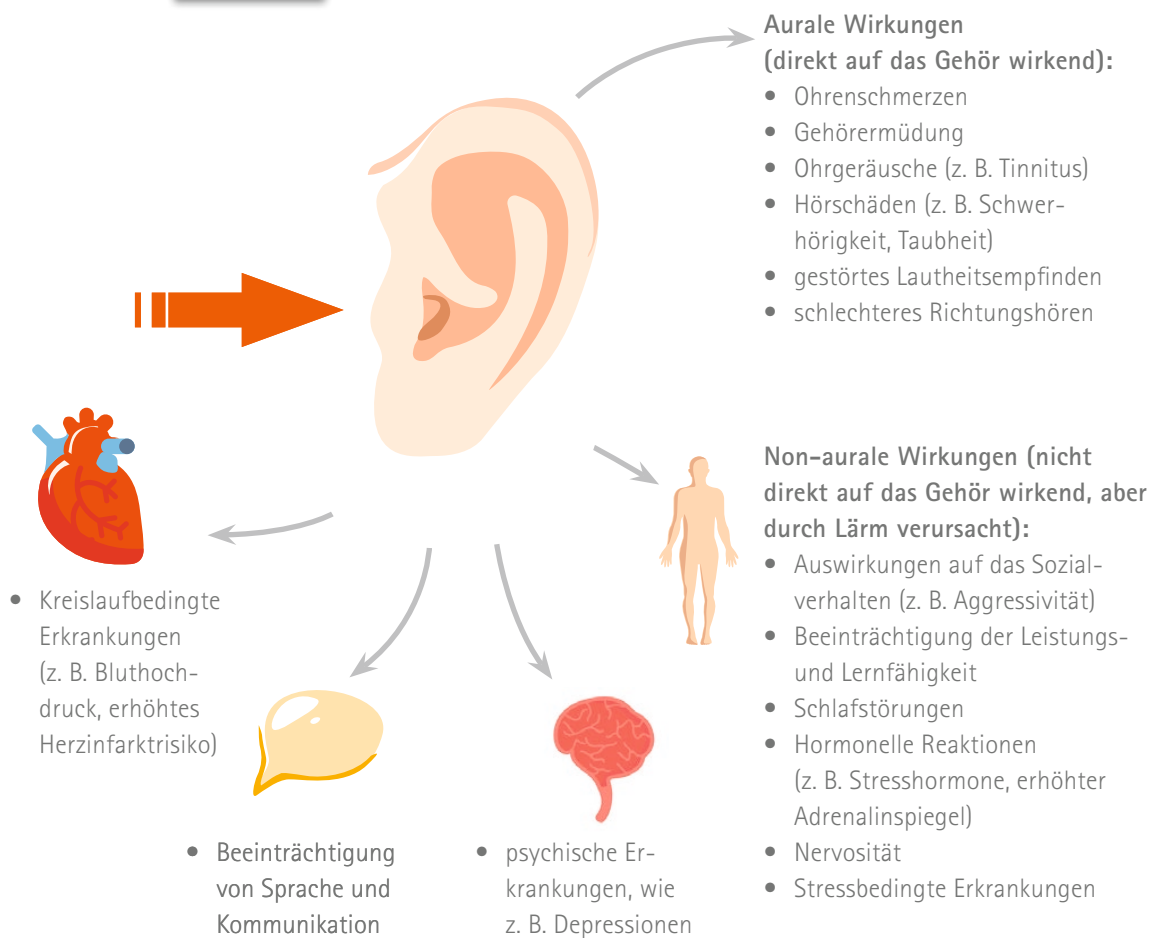 Aurale Wirkungen
(direkt auf das Gehör wirkend):
• Ohrenschmerzen
• Gehörermüdung
• Ohrgeräusche (z. B. Tinnitus)
• Hörschäden (z. B. Schwer-
hörigkeit, Taubheit)
• gestörtes Lautheitsempfinden
• schlechteres Richtungshören
Non-aurale Wirkungen (nicht
direkt auf das Gehör wirkend, aber
durch Lärm verursacht):
• Auswirkungen auf das Sozial-
verhalten (z. B. Aggressivität)
• Beeinträchtigung der Leistungs-
und Lernfähigkeit
• Schlafstörungen
• Hormonelle Reaktionen
(z. B. Stresshormone, erhöhter
Adrenalinspiegel)
• Nervosität
• Stressbedingte Erkrankungen
• Kreislaufbedingte
Erkrankungen
(z. B. Bluthoch-
druck, erhöhtes
Herzinfarktrisiko)
• Beeinträchtigung
von Sprache und
Kommunikation
• psychische Er-
krankungen, wie
z. B. Depressionen